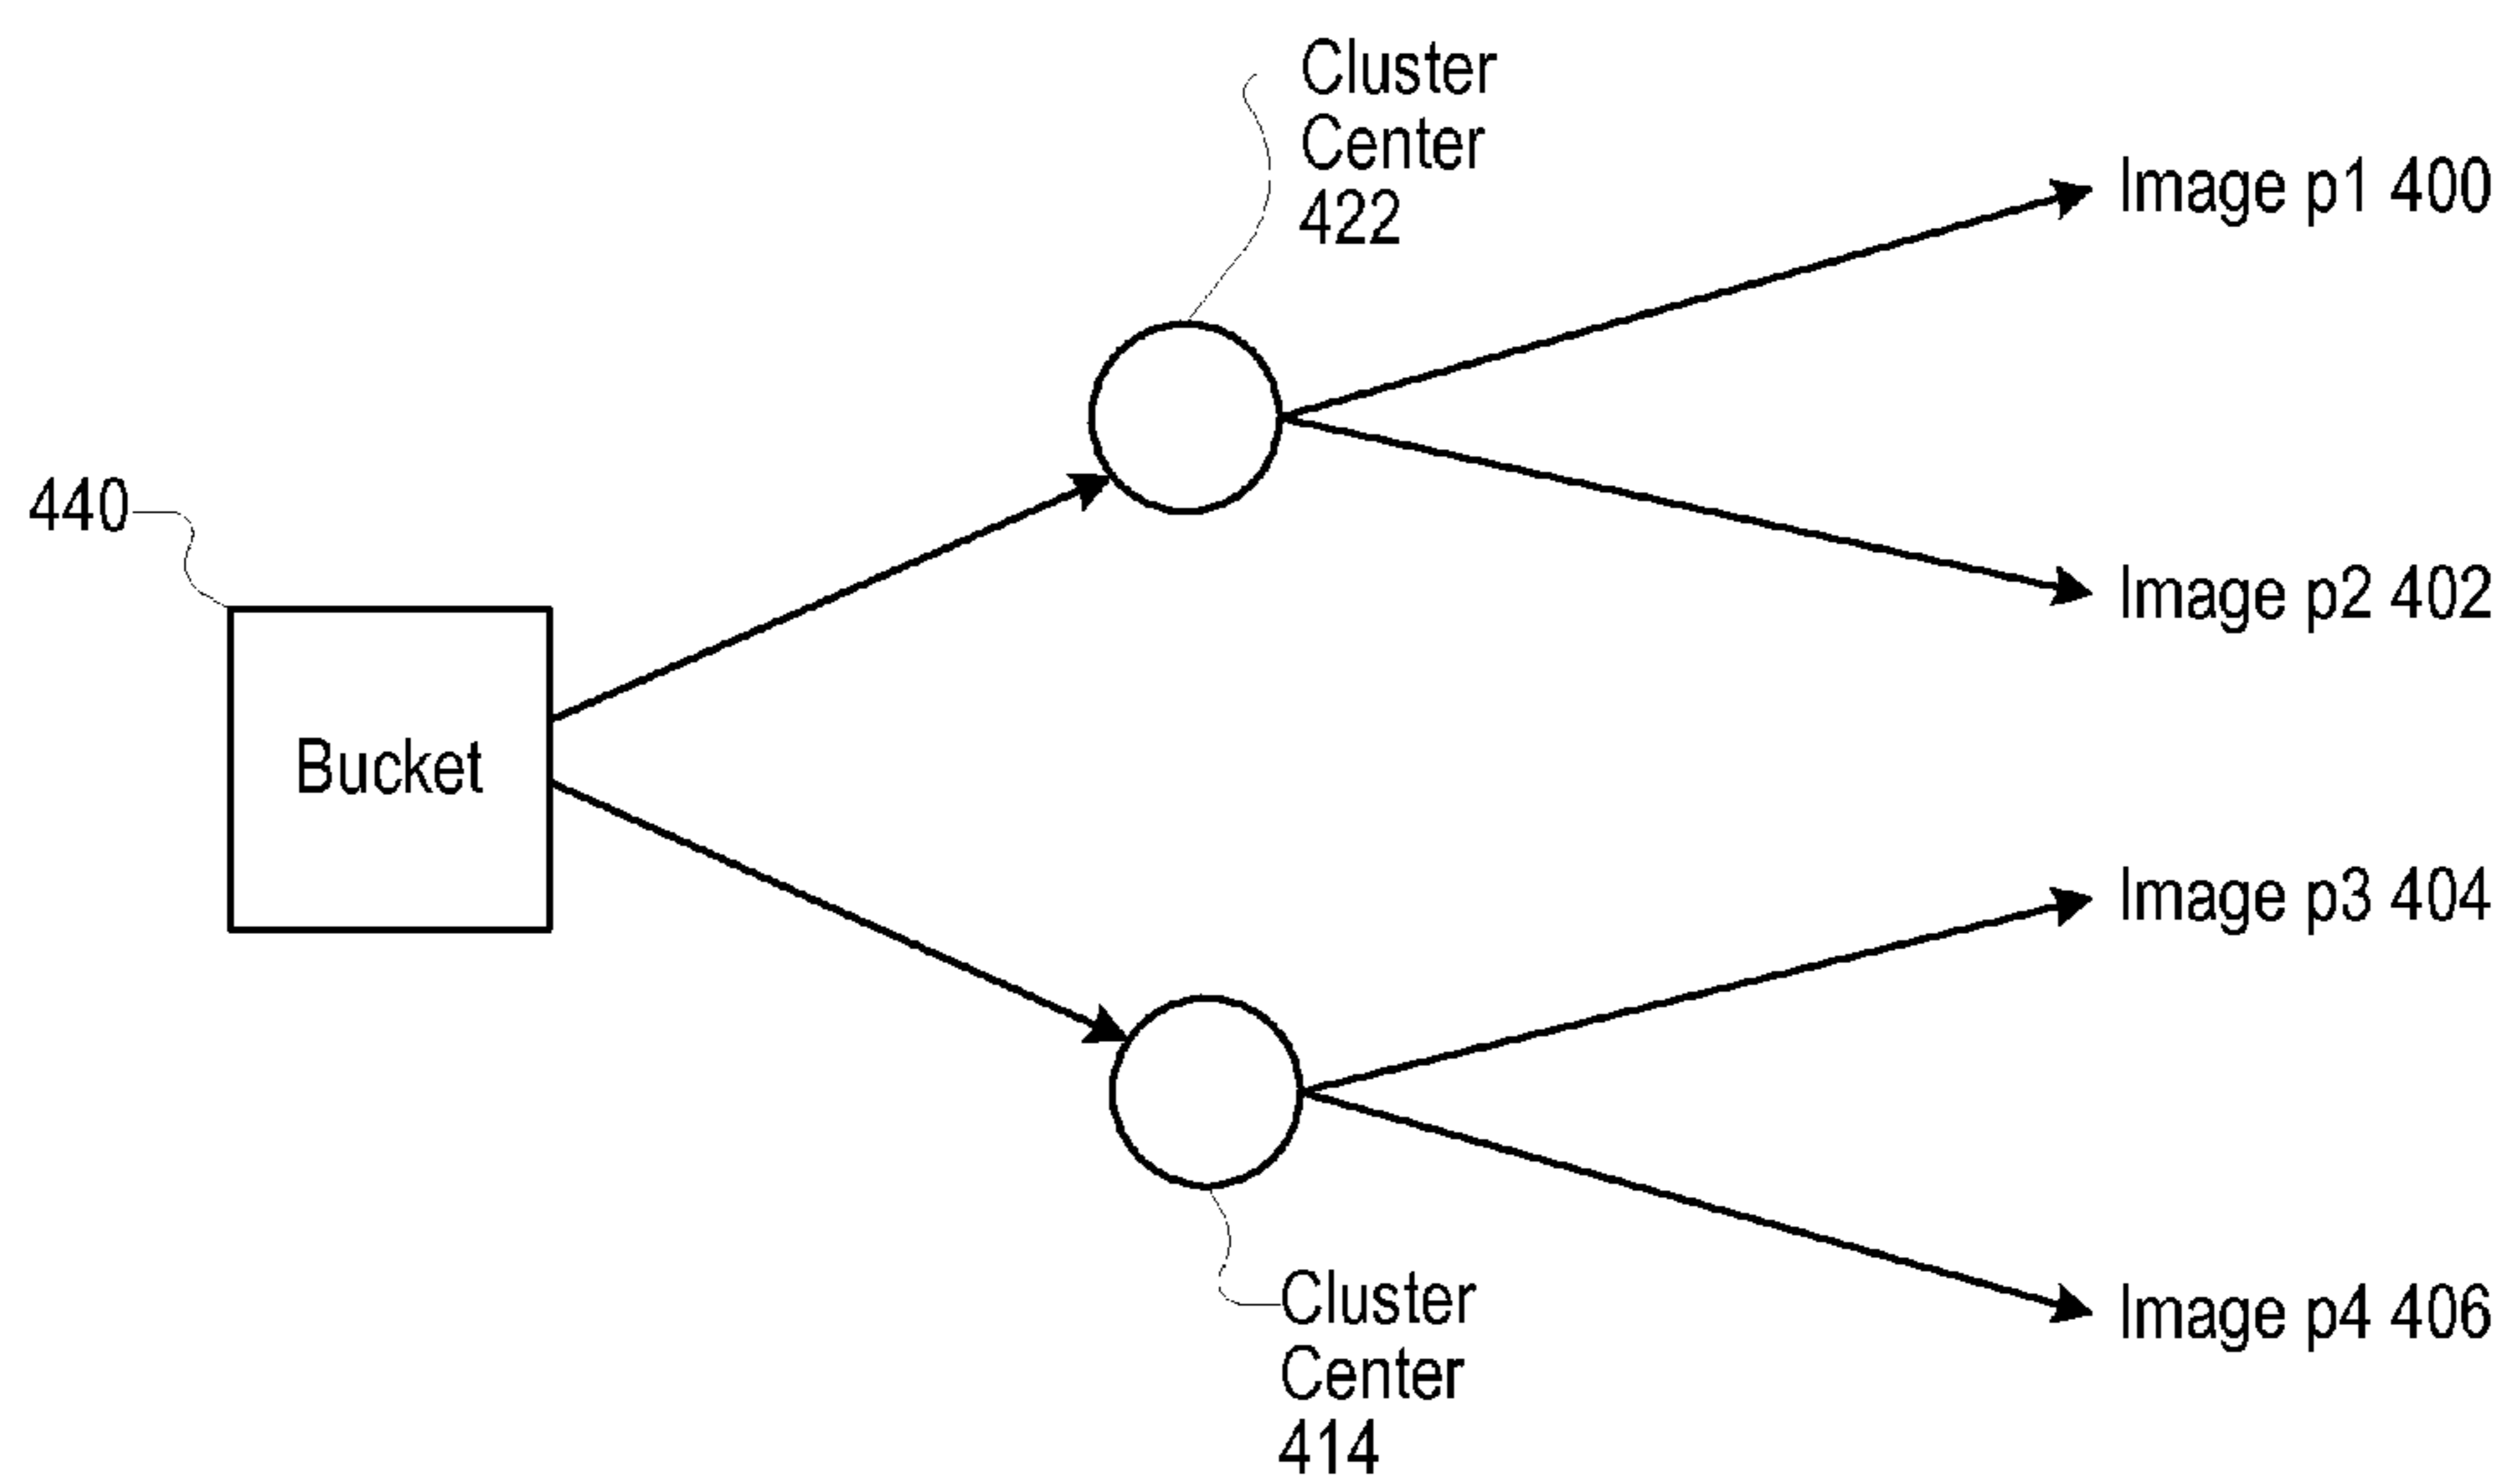 Cluster
Center
422
Image p1 400
440
Image p2 402
Bucket
Image p3 404
Cluster
Center
414
Image p4 406